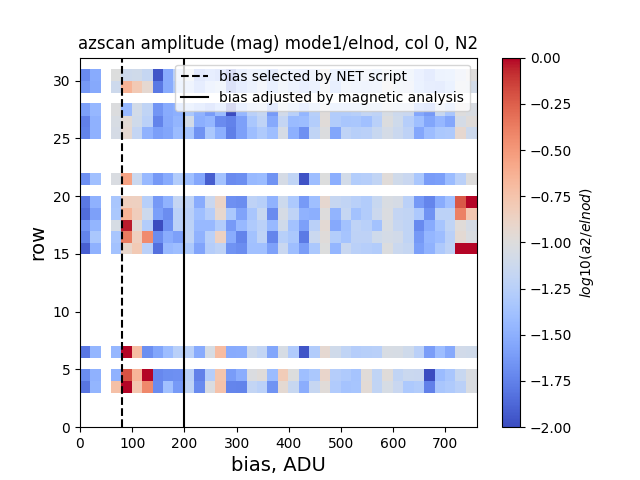 azscan amplitude (mag) mode1/elnod, col 0, N2
bias selected by NET script
bias adjusted by magnetic analysis
row
30
25
20
15
10
5
0
0 100 200 300 400 500 600 700
bias, ADU
0.00
−0.25
−0.50
−0.75
−1.00
−1.25
−1.50
−1.75
−2.00
log10(a2/elnod)